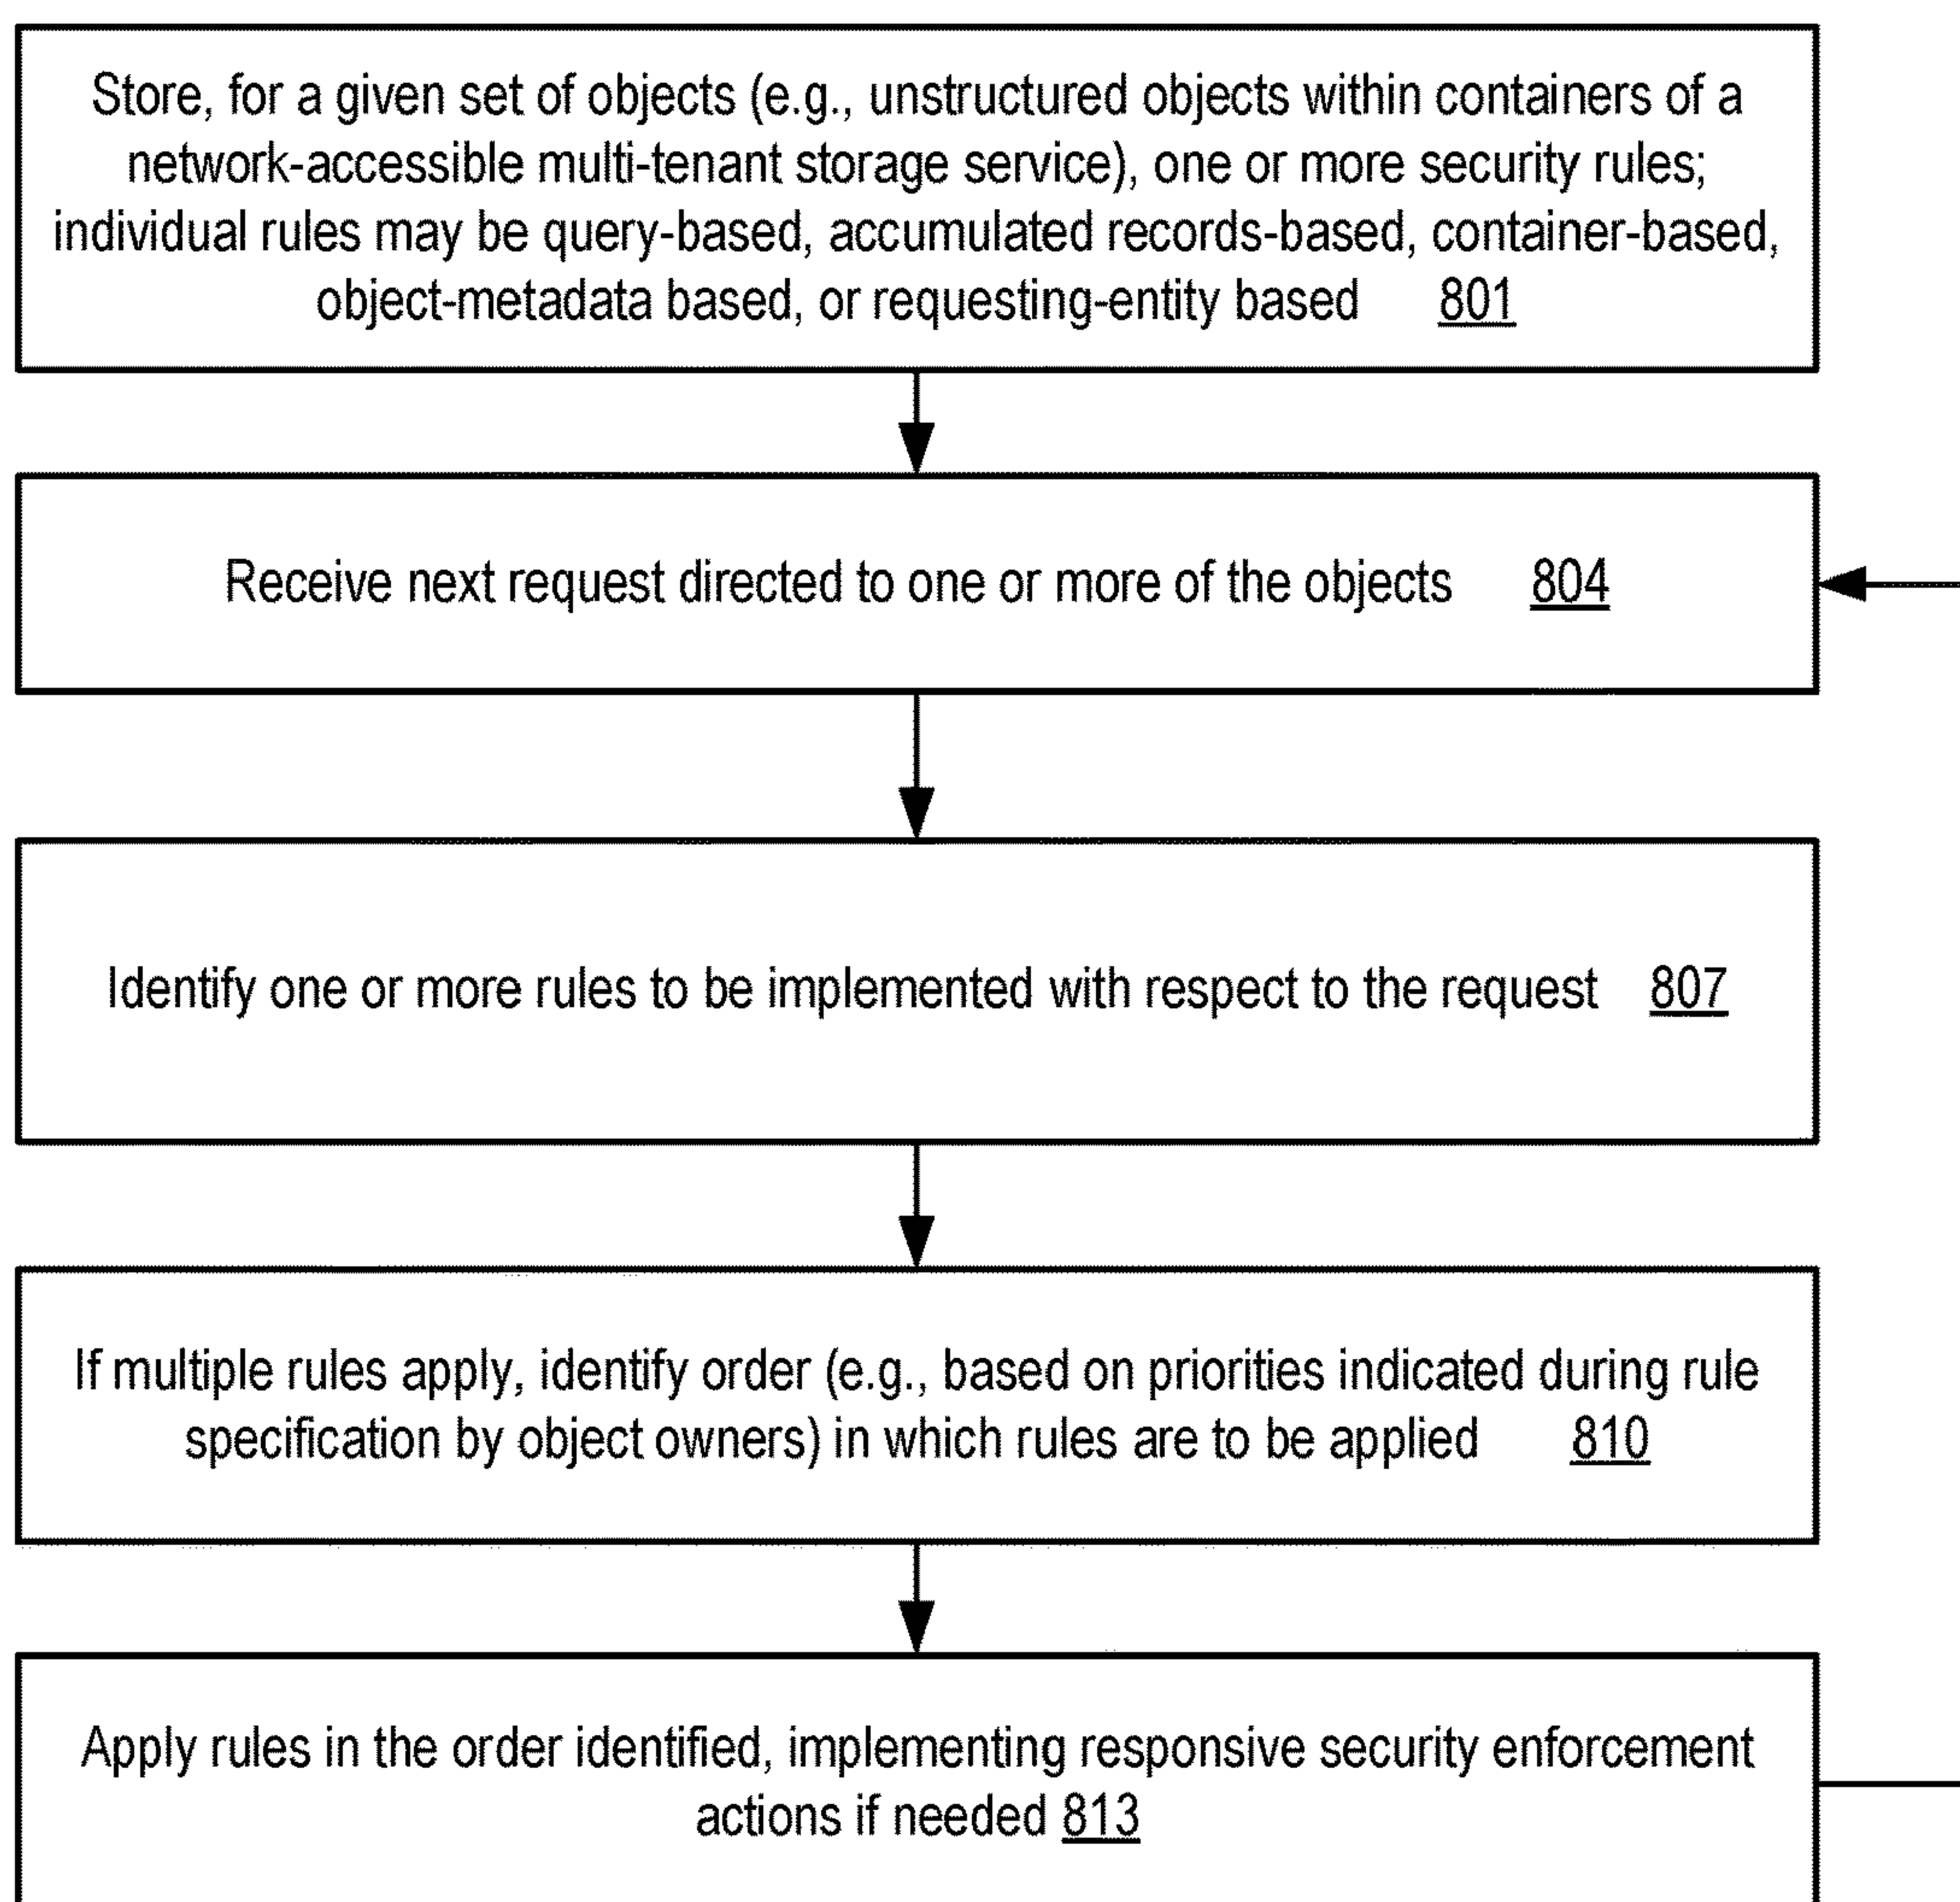 Store, for a given set of objects (e.g., unstructured objects within containers of a
network-accessible multi-tenant storage service), one or more security rules;
individual rules may be query-based, accumulated records-based, container-based,
object-metadata based, or requesting-entity based 801
Receive next request directed to one or more of the objects 804
Identify one or more rules to be implemented with respect to the request 807
If multiple rules apply, identify order (e.g., based on priorities indicated during rule
specification by object owners) in which rules are to be applied 810
Apply rules in the order identified, implementing responsive security enforcement
actions if needed 813